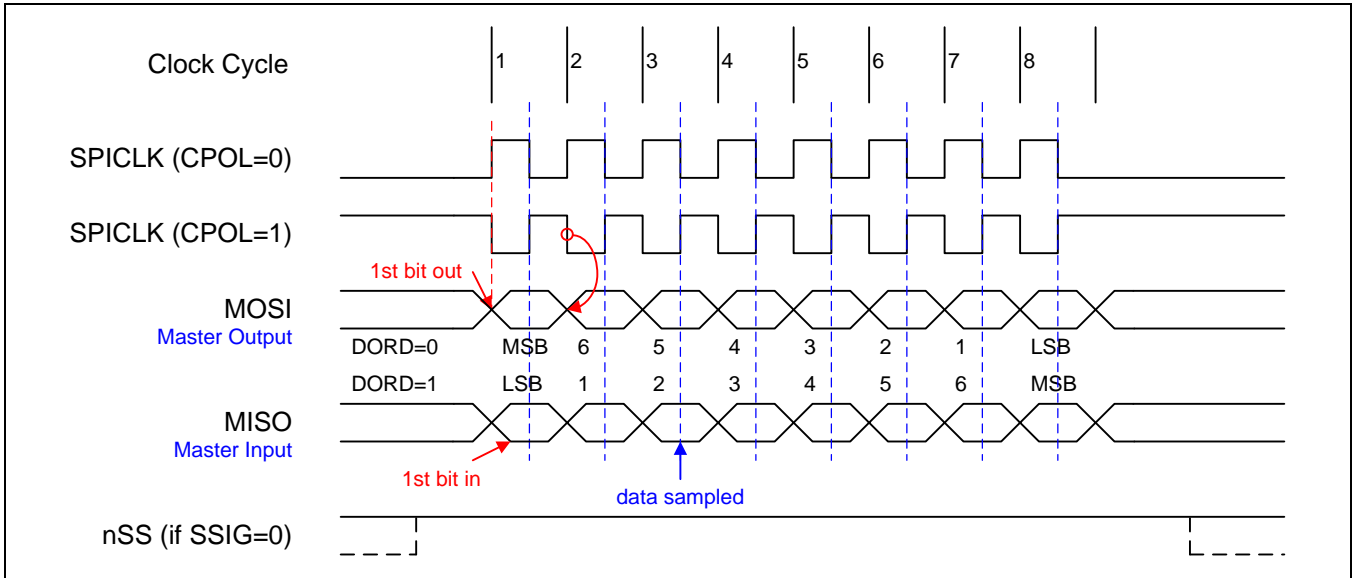 Clock Cycle 1 2 3 4 5 6 7 8
SPICLK (CPOL=0)
SPICLK (CPOL=1)
1st bit out
MOSI
Master Output
DORD=0 MSB 6 5 4 3 2 1 LSB
DORD=1 LSB 1 2 3 4 5 6 MSB
MISO
Master Input
1st bit in
data sampled
nSS (if SSIG=0)